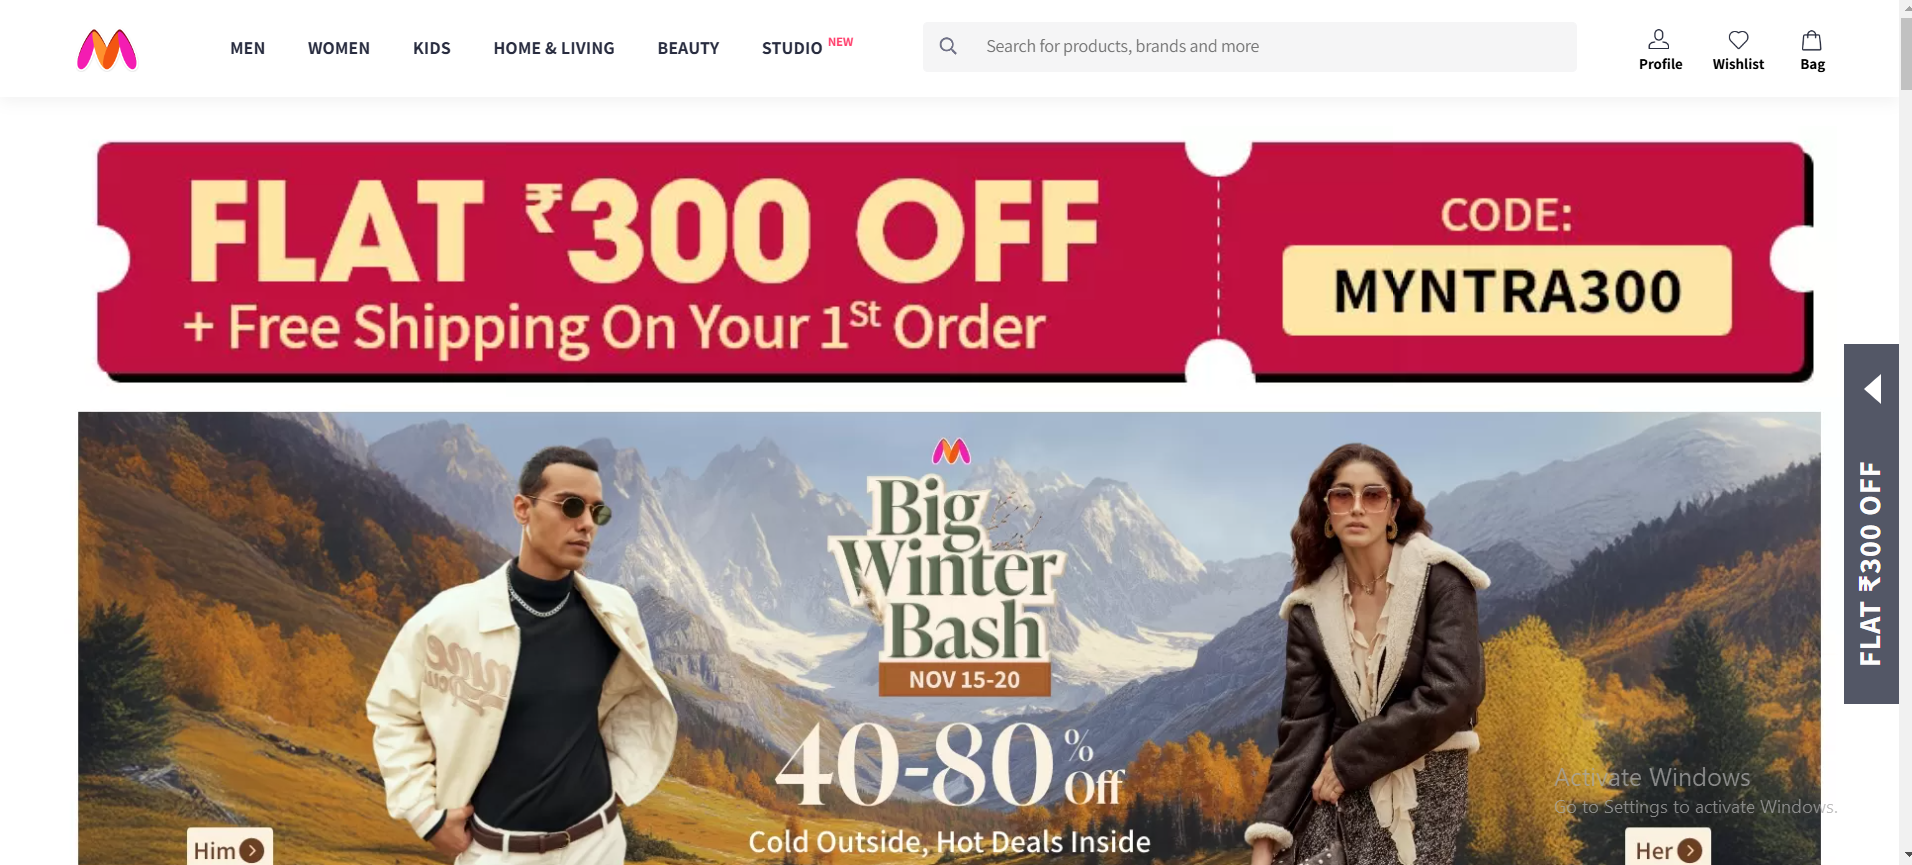 MEN
WOMEN
KIDS
HOME & LIVING
BEAUTY
STUDIO NEW
Search for products, brands and more
Profile
Wishlist
Bag
FLAT ₹300 OFF
+ Free Shipping On Your 1St Order
CODE:
MYNTRA300
FLAT ₹300 OFF
Big
Winter
Bash
NOV 15-20
40-80% Off
Cold Outside, Hot Deals Inside
Him
Her
Activate Windows
Go to Settings to activate Windows.